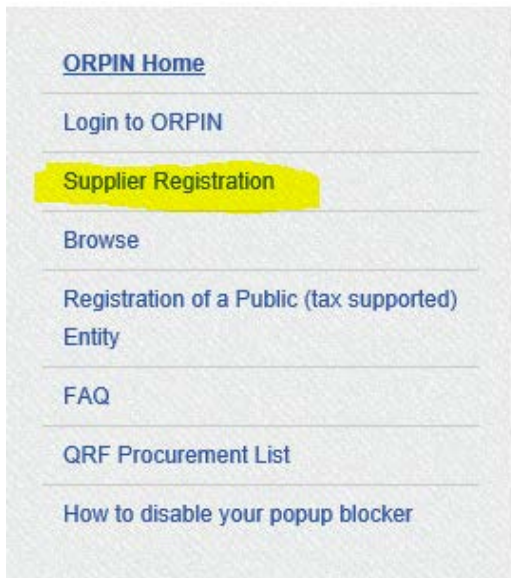 ORPIN Home
Login to ORPIN
Supplier Registration
Browse
Registration of a Public (tax supported)
Entity
FAQ
QRF Procurement List
How to disable your popup blocker